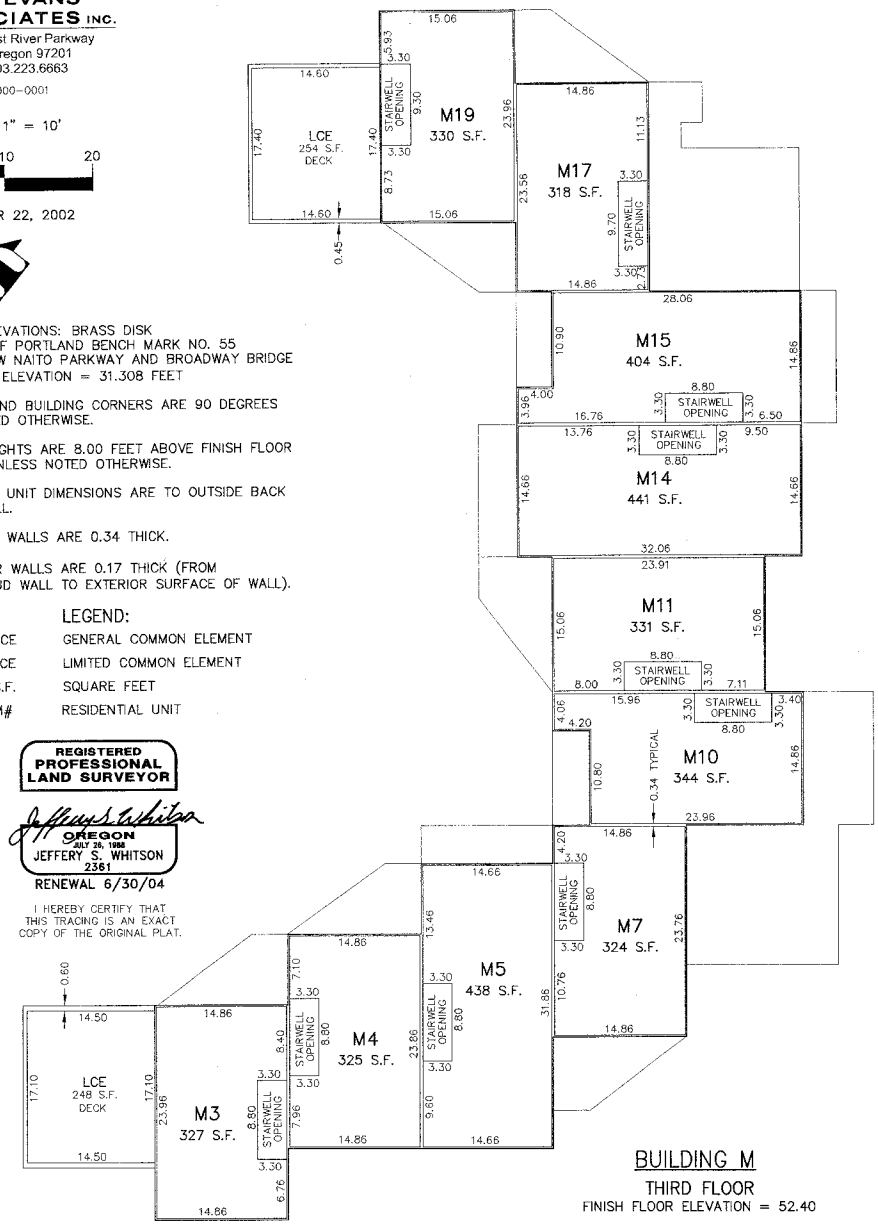 EVANS
CIATES INC.
st River Parkway
regon 97201
03.223.6663
000-0001
1" = 10'
10 20
R 22, 2002
EVATIONS: BRASS DISK
F PORTLAND BENCH MARK NO. 55
W NAITO PARKWAY AND BROADWAY BRIDGE
ELEVATION = 31.308 FEET
ND BUILDING CORNERS ARE 90 DEGREES
ED OTHERWISE.
GHTS ARE 8.00 FEET ABOVE FINISH FLOOR
NLESS NOTED OTHERWISE.
UNIT DIMENSIONS ARE TO OUTSIDE BACK
LL.
WALLS ARE 0.34 THICK.
R WALLS ARE 0.17 THICK (FROM
UD WALL TO EXTERIOR SURFACE OF WALL).
LEGEND:
CE GENERAL COMMON ELEMENT
CE LIMITED COMMON ELEMENT
S.F. SQUARE FEET
M# RESIDENTIAL UNIT
REGISTERED
PROFESSIONAL
LAND SURVEYOR
Jeffery S. Whitson
OREGON
JULY 26, 1988
JEFFERY S. WHITSON
2361
RENEWAL 6/30/04
I HEREBY CERTIFY THAT
THIS TRACING IS AN EXACT
COPY OF THE ORIGINAL PLAT.
15.06
5.93
3.30
14.60
STAIRWELL
OPENING
9.30
M19
330 S.F.
23.96
17.40
LCE
254 S.F.
DECK
17.40
3.30
8.73
14.60
15.06
0.45
14.86
11.13
M17
318 S.F.
23.56
3.30
9.70
STAIRWELL
OPENING
3.30
2.73
14.86
28.06
10.90
M15
404 S.F.
14.86
4.00
3.96
8.80
3.30
STAIRWELL
OPENING
3.30
16.76
6.50
13.76
9.50
3.30
STAIRWELL
OPENING
3.30
8.80
M14
441 S.F.
14.66
14.66
32.06
23.91
M11
331 S.F.
15.06
15.06
8.80
3.30
STAIRWELL
OPENING
3.30
8.00
7.11
15.96
3.40
4.06
4.20
3.30
STAIRWELL
OPENING
3.30
8.80
M10
344 S.F.
14.86
10.80
0.34 TYPICAL
23.96
14.86
4.20
3.30
STAIRWELL
OPENING
8.80
3.30
M7
324 S.F.
23.76
10.76
14.86
14.66
13.46
M5
438 S.F.
3.30
STAIRWELL
OPENING
8.80
3.30
31.86
9.60
14.66
14.86
7.10
3.30
STAIRWELL
OPENING
8.80
3.30
M4
325 S.F.
23.86
7.96
14.86
14.86
8.40
M3
327 S.F.
23.96
8.80
STAIRWELL
OPENING
3.30
6.76
14.86
0.60
14.50
17.10
LCE
248 S.F.
DECK
17.10
14.50
BUILDING M
THIRD FLOOR
FINISH FLOOR ELEVATION = 52.40